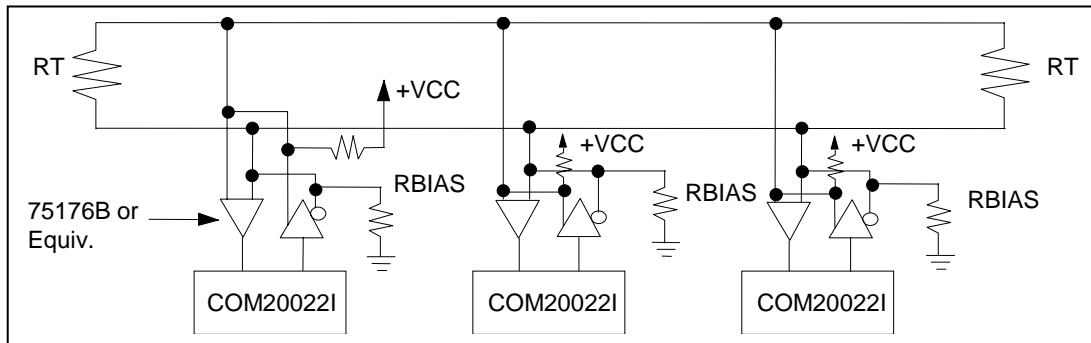 RT
RT
+VCC
+VCC
+VCC
RBIAS
RBIAS
RBIAS
75176B or
Equiv.
COM20022I
COM20022I
COM20022I